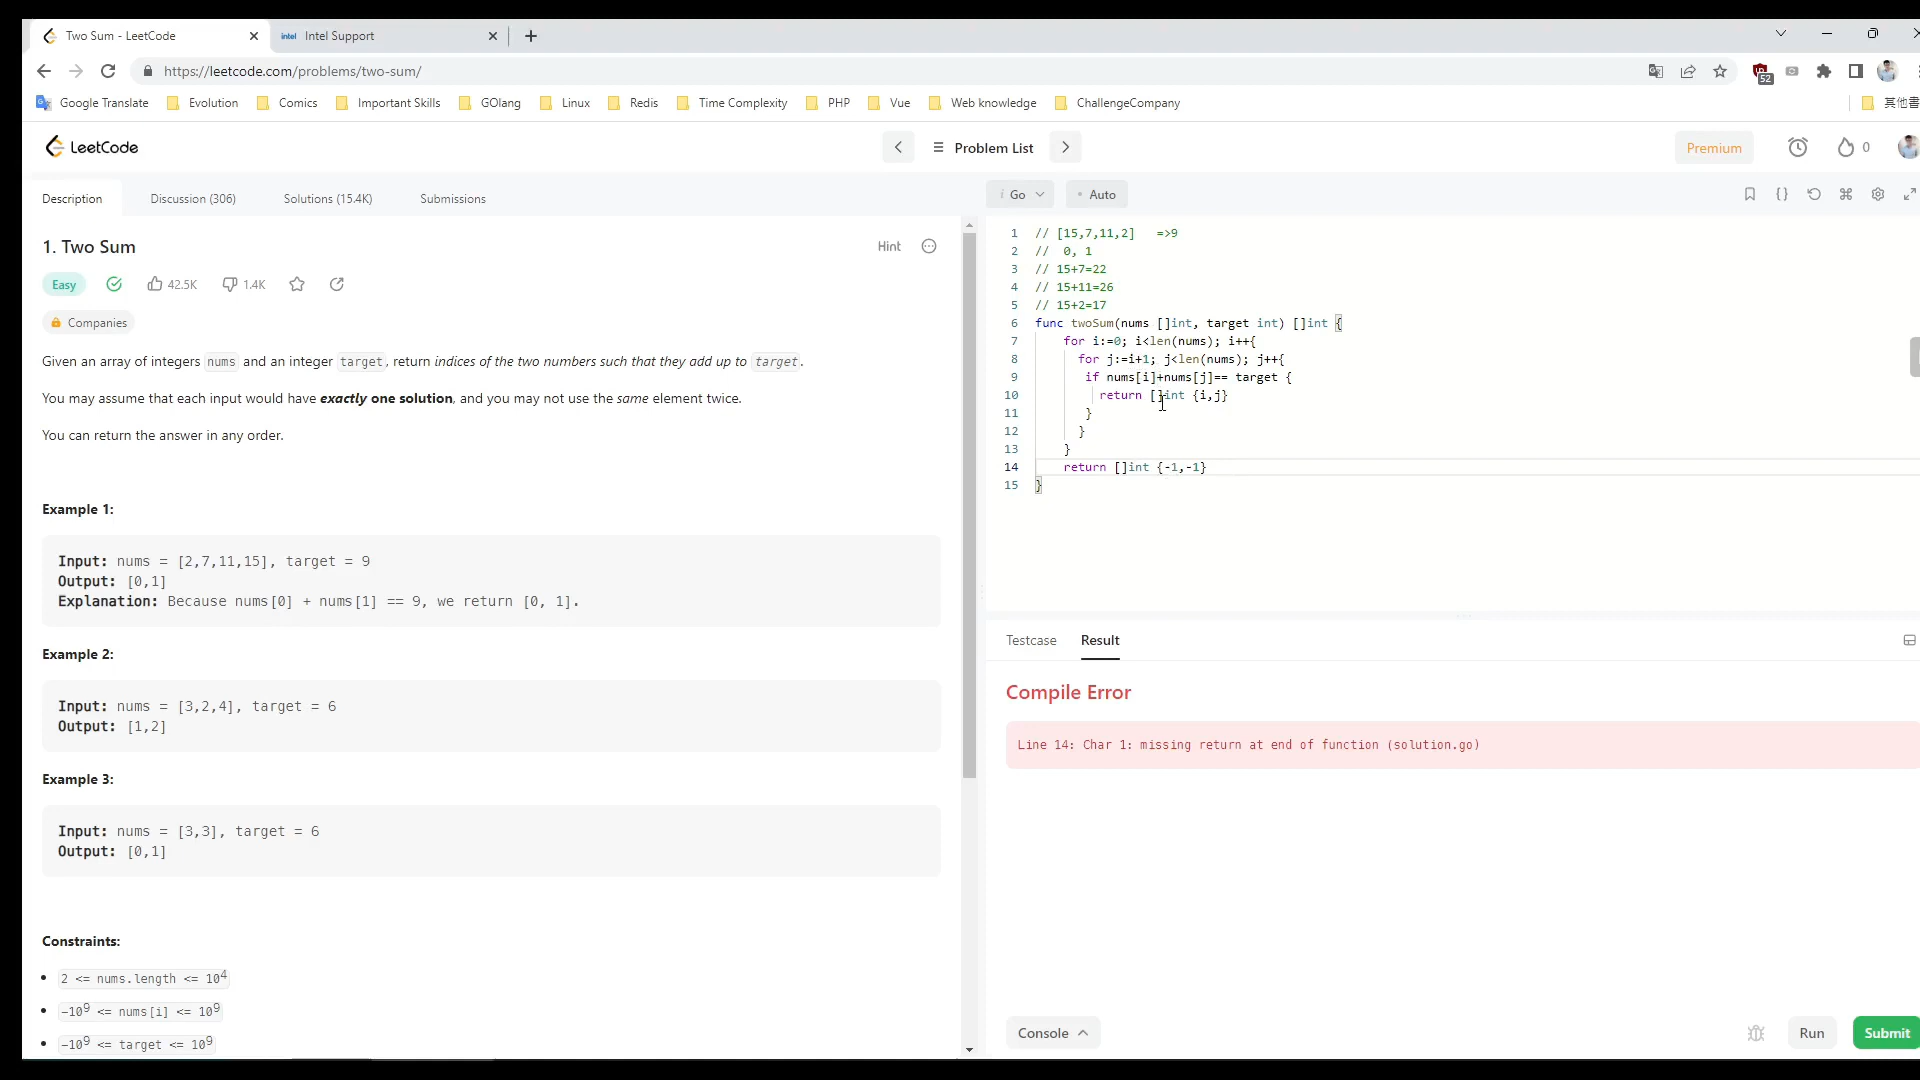 Two Sum - LeetCode
intel Intel Support
https://leetcode.com/problems/two-sum/
52
Google Translate Evolution Comics Important Skills GOlang Linux Redis Time Complexity PHP Vue Web knowledge ChallengeCompany 其他書
LeetCode
Problem List
Premium
0
Description Discussion (306) Solutions (15.4K) Submissions
1. Two Sum
Hint
Easy 42.5K 1.4K
Companies
Given an array of integers nums and an integer target, return indices of the two numbers such that they add up to target.
You may assume that each input would have exactly one solution, and you may not use the same element twice.
You can return the answer in any order.
Example 1:
Input: nums = [2,7,11,15], target = 9
Output: [0,1]
Explanation: Because nums[0] + nums[1] == 9, we return [0, 1].
Example 2:
Input: nums = [3,2,4], target = 6
Output: [1,2]
Example 3:
Input: nums = [3,3], target = 6
Output: [0,1]
Constraints:
2 <= nums.length <= 10⁴
-10⁹ <= nums[i] <= 10⁹
-10⁹ <= target <= 10⁹
i Go Auto
1 // [15,7,11,2] =>9
2 // 0, 1
3 // 15+7=22
4 // 15+11=26
5 // 15+2=17
6 func twoSum(nums []int, target int) []int {
7 for i:=0; i<len(nums); i++{
8 for j:=i+1; j<len(nums); j++{
9 if nums[i]+nums[j]== target {
10 return []int {i,j}
11 }
12 }
13 }
14 return []int {-1,-1}
15 }
Testcase Result
Compile Error
Line 14: Char 1: missing return at end of function (solution.go)
Console Run Submit